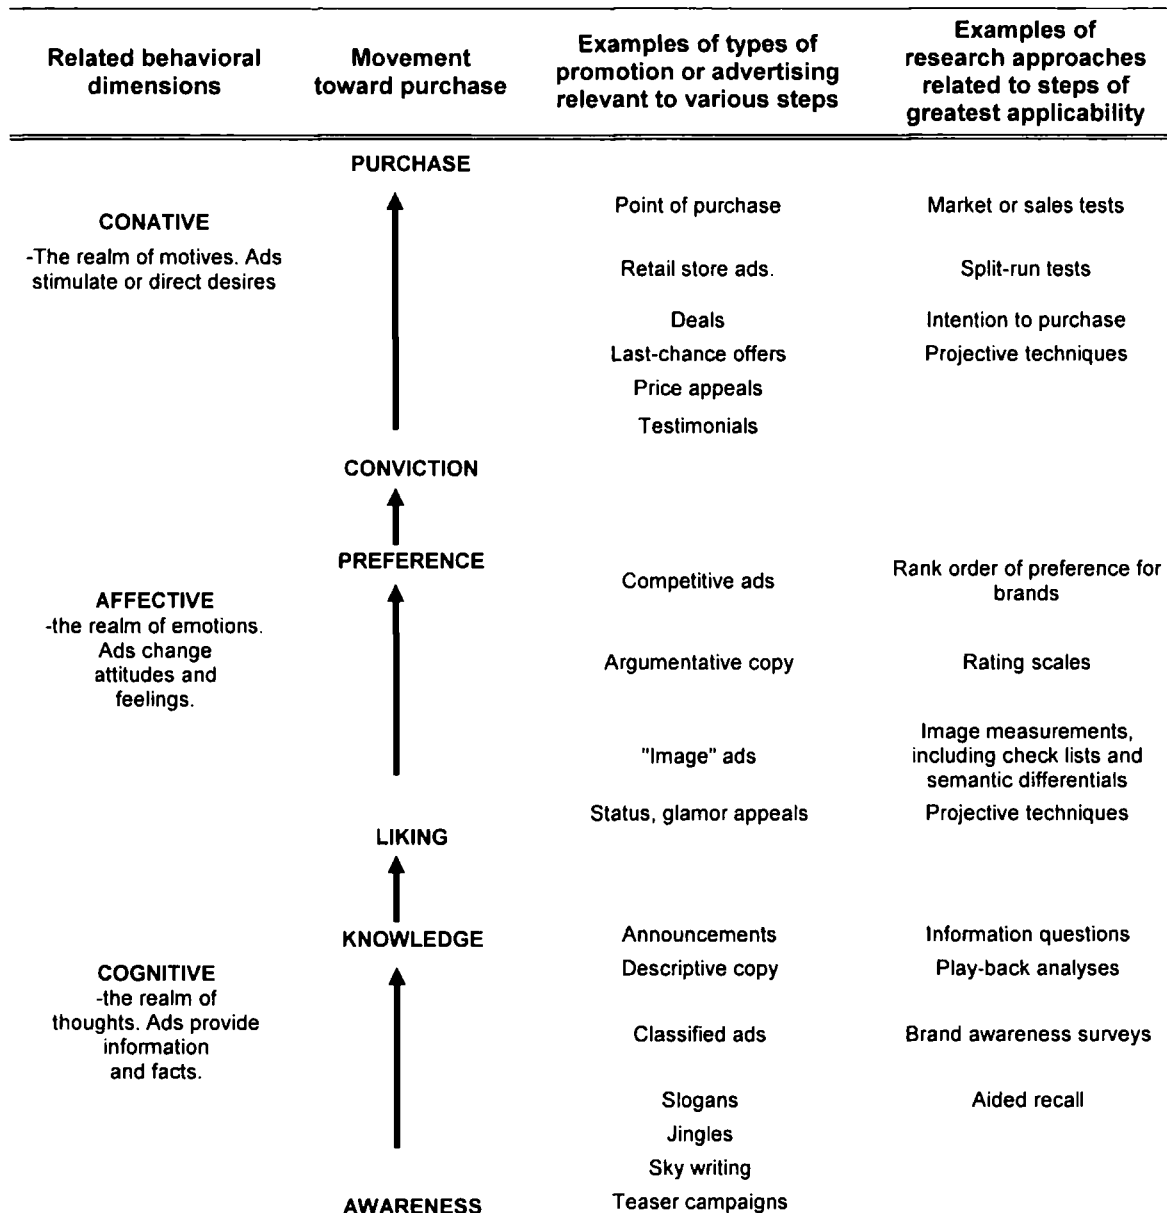 Related behavioral
dimensions
Movement
toward purchase
Examples of types of
promotion or advertising
relevant to various steps
Examples of
research approaches
related to steps of
greatest applicability
PURCHASE
CONATIVE
-The realm of motives. Ads
stimulate or direct desires
Point of purchase
Market or sales tests
Retail store ads.
Split-run tests
Deals
Intention to purchase
Last-chance offers
Projective techniques
Price appeals
Testimonials
CONVICTION
PREFERENCE
AFFECTIVE
-the realm of emotions.
Ads change
attitudes and
feelings.
Competitive ads
Rank order of preference for
brands
Argumentative copy
Rating scales
"Image" ads
Image measurements,
including check lists and
semantic differentials
Status, glamor appeals
Projective techniques
LIKING
KNOWLEDGE
Announcements
Information questions
COGNITIVE
-the realm of
thoughts. Ads provide
information
and facts.
Descriptive copy
Play-back analyses
Classified ads
Brand awareness surveys
Slogans
Aided recall
Jingles
Sky writing
Teaser campaigns
AWARENESS